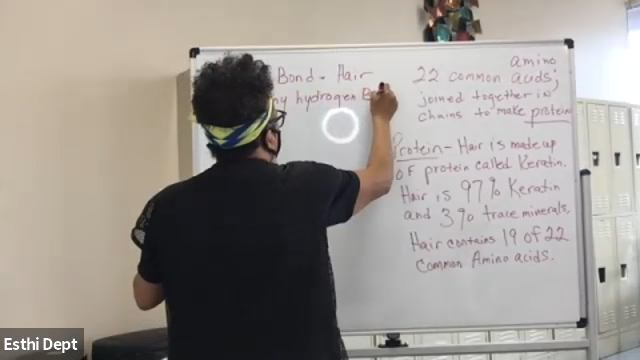 Bond - Hair
by hydrogen B
amino
22 common acids;
joined together in
chains to make protein
Protein - Hair is made up
of protein called Keratin.
Hair is 97% Keratin
and 3% trace minerals,
Hair contains 19 of 22
Common Amino acids.
Esthi Dept